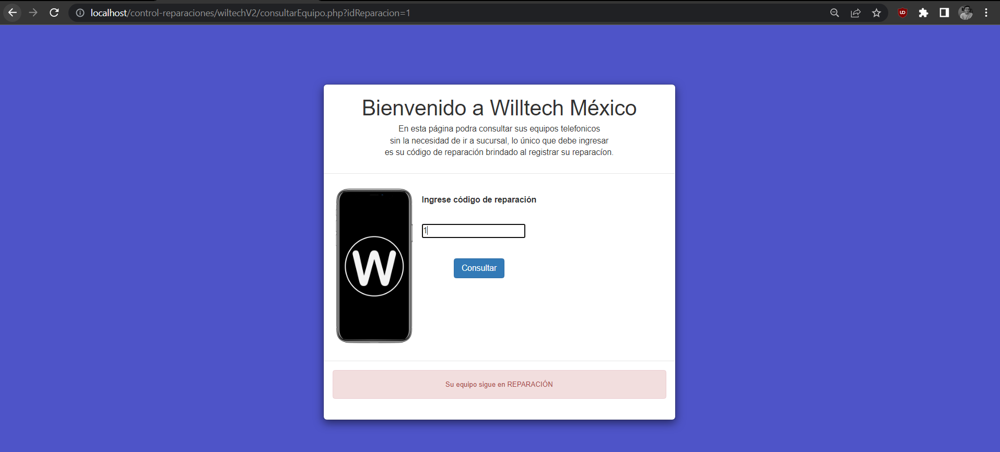 localhost/control-reparaciones/wiltechV2/consultarEquipo.php?idReparacion=1
Bienvenido a Willtech México
En esta página podra consultar sus equipos telefonicos
sin la necesidad de ir a sucursal, lo único que debe ingresar
es su código de reparación brindado al registrar su reparacíon.
Ingrese código de reparación
1
W
Consultar
Su equipo sigue en REPARACIÓN